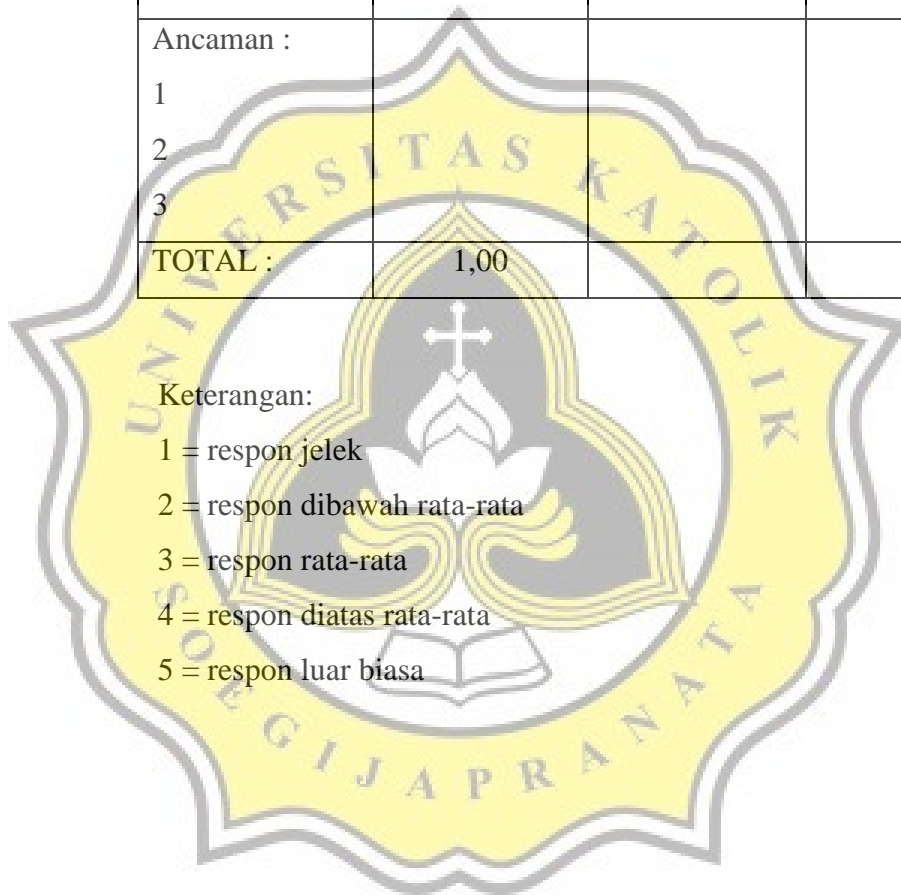 Ancaman :
1
2
3
TOTAL : 1,00
Keterangan:
1 = respon jelek
2 = respon dibawah rata-rata
3 = respon rata-rata
4 = respon diatas rata-rata
5 = respon luar biasa
UNIVERSITAS KATOLIK
SOEGIJAPRANATA